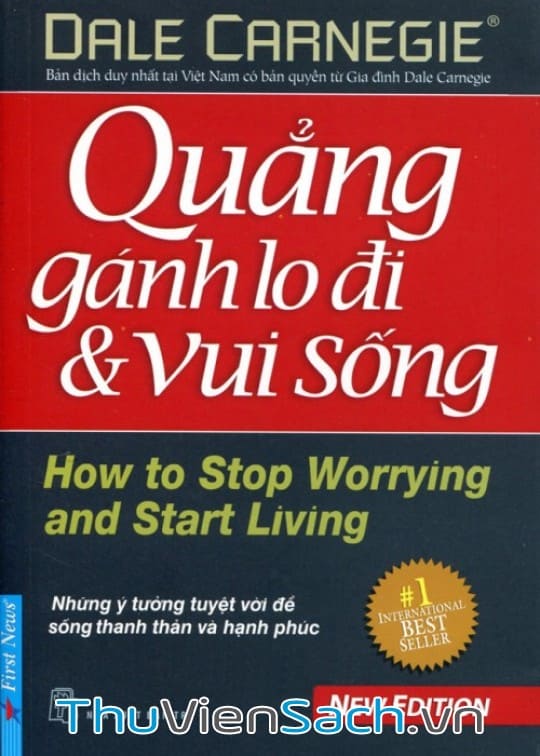 DALE CARNEGIE®
Bản dịch duy nhất tại Việt Nam có bản quyền từ Gia đình Dale Carnegie
Quẳng
gánh lo đi
& vui sống
How to Stop Worrying
and Start Living
Những ý tưởng tuyệt vời để
sống thanh thản và hạnh phúc
#1
INTERNATIONAL
BEST
SELLER
First News
NEW EDITION
ThuVienSach.vn